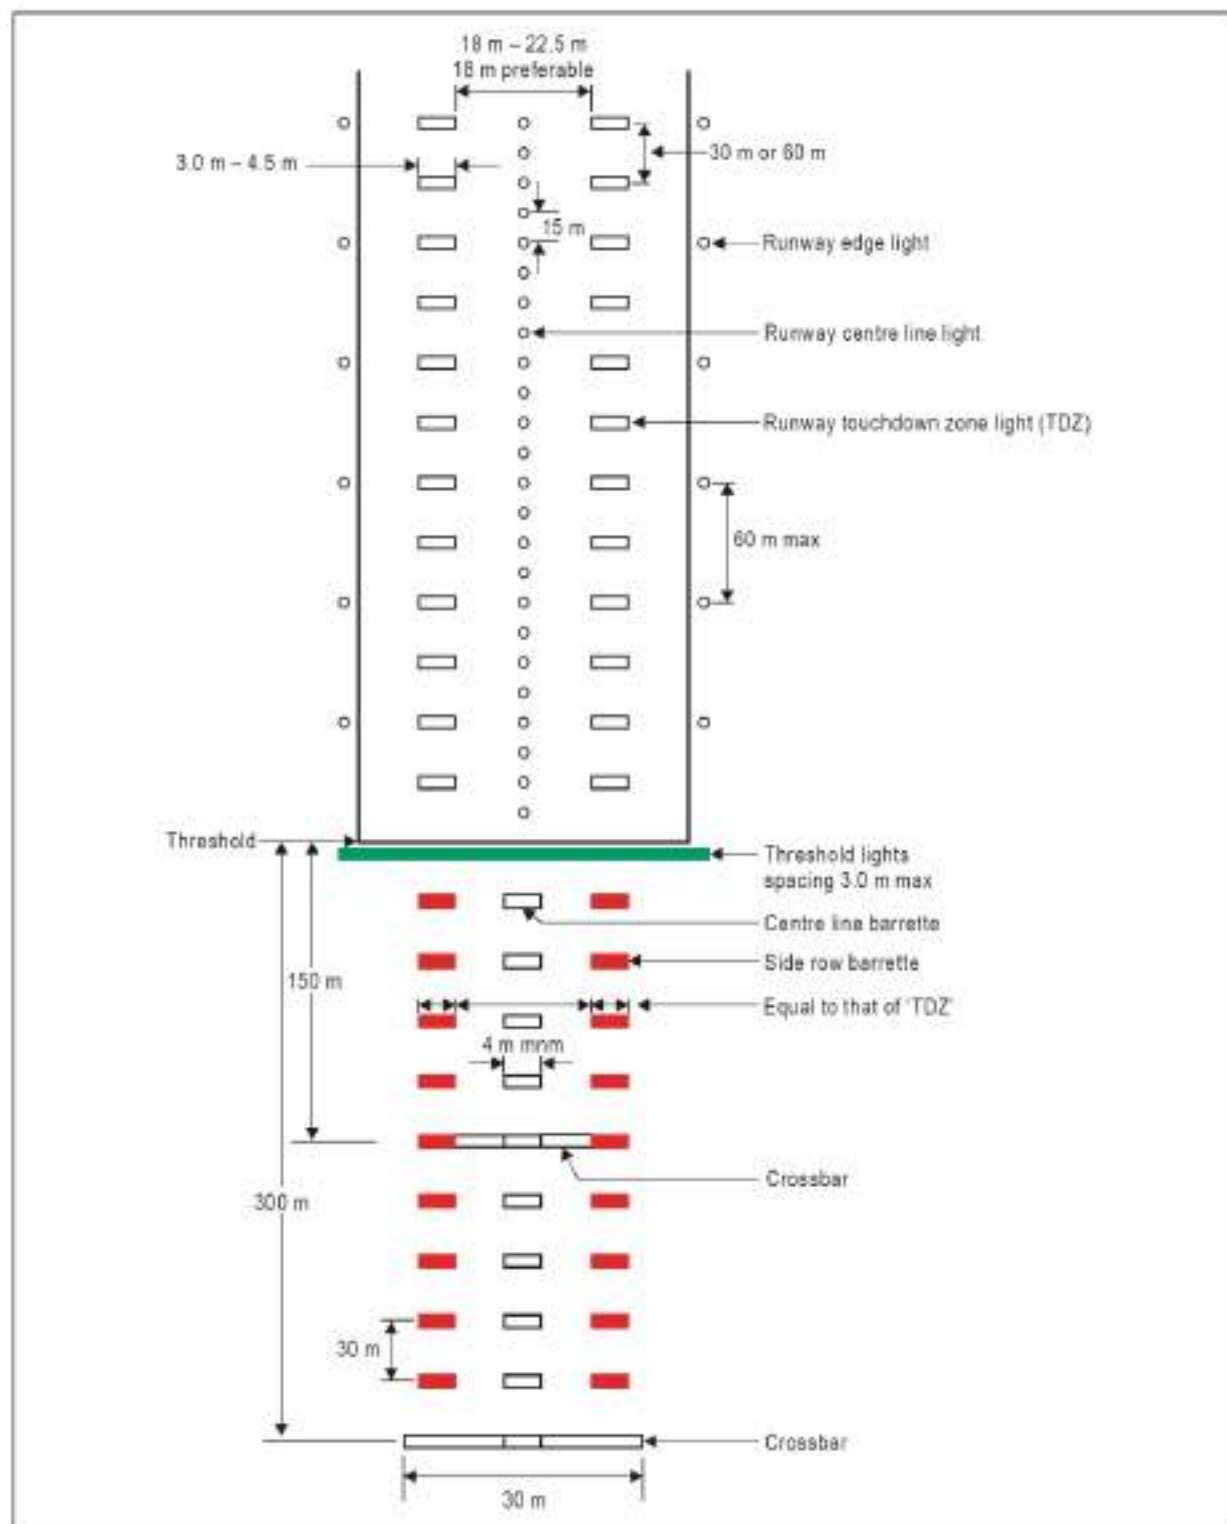 18 m – 22.5 m
18 m preferable
3.0 m – 4.5 m
30 m or 60 m
15 m
Runway edge light
Runway centre line light
Runway touchdown zone light (TDZ)
60 m max
Threshold
Threshold lights
spacing 3.0 m max
Centre line barrette
Side row barrette
150 m
Equal to that of 'TDZ'
4 m mnm
Crossbar
300 m
30 m
Crossbar
30 m